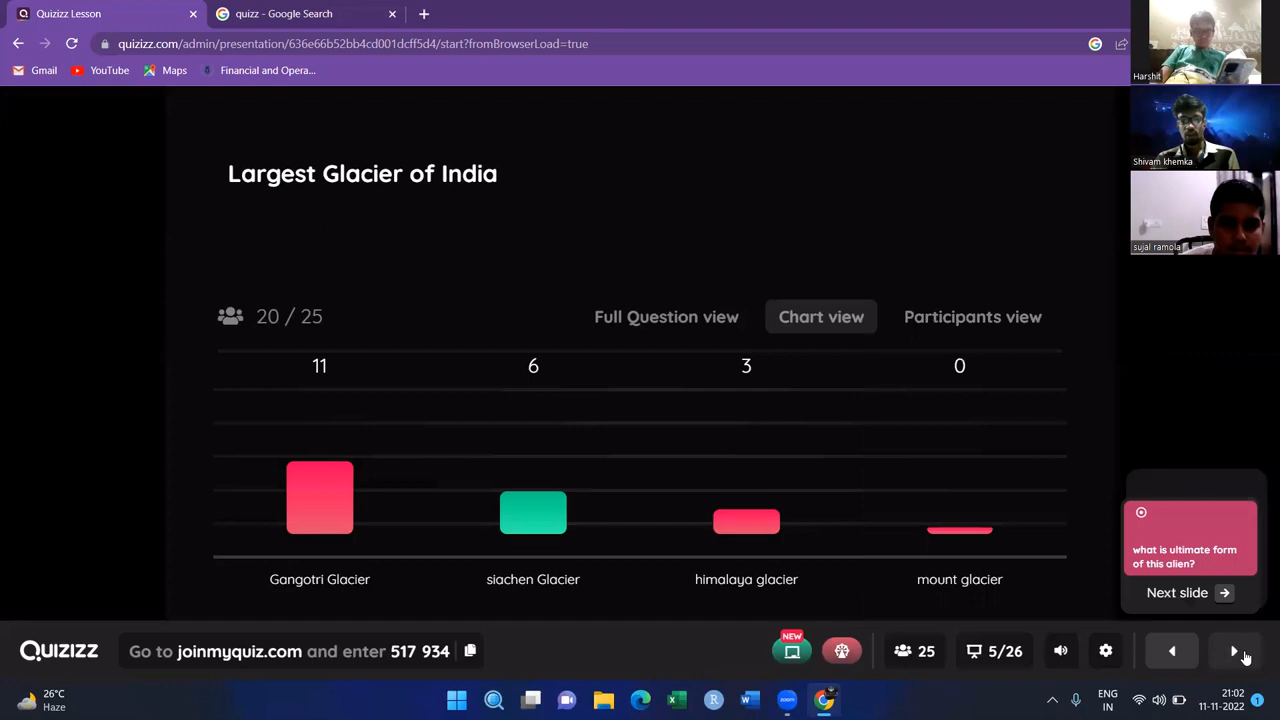 Quizizz Lesson
quizz - Google Search
quizizz.com/admin/presentation/636e66b52bb4cd001dcff5d4/start?fromBrowserLoad=true
Gmail
YouTube
Maps
Financial and Opera...
Harshit
Shivam khemka
sujal ramola
Largest Glacier of India
20 / 25
Full Question view
Chart view
Participants view
11
6
3
0
Gangotri Glacier
siachen Glacier
himalaya glacier
mount glacier
what is ultimate form
of this alien?
Next slide
QUIZIZZ
Go to joinmyquiz.com and enter 517 934
NEW
25
5/26
26°C
Haze
ENG
IN
21:02
11-11-2022
1